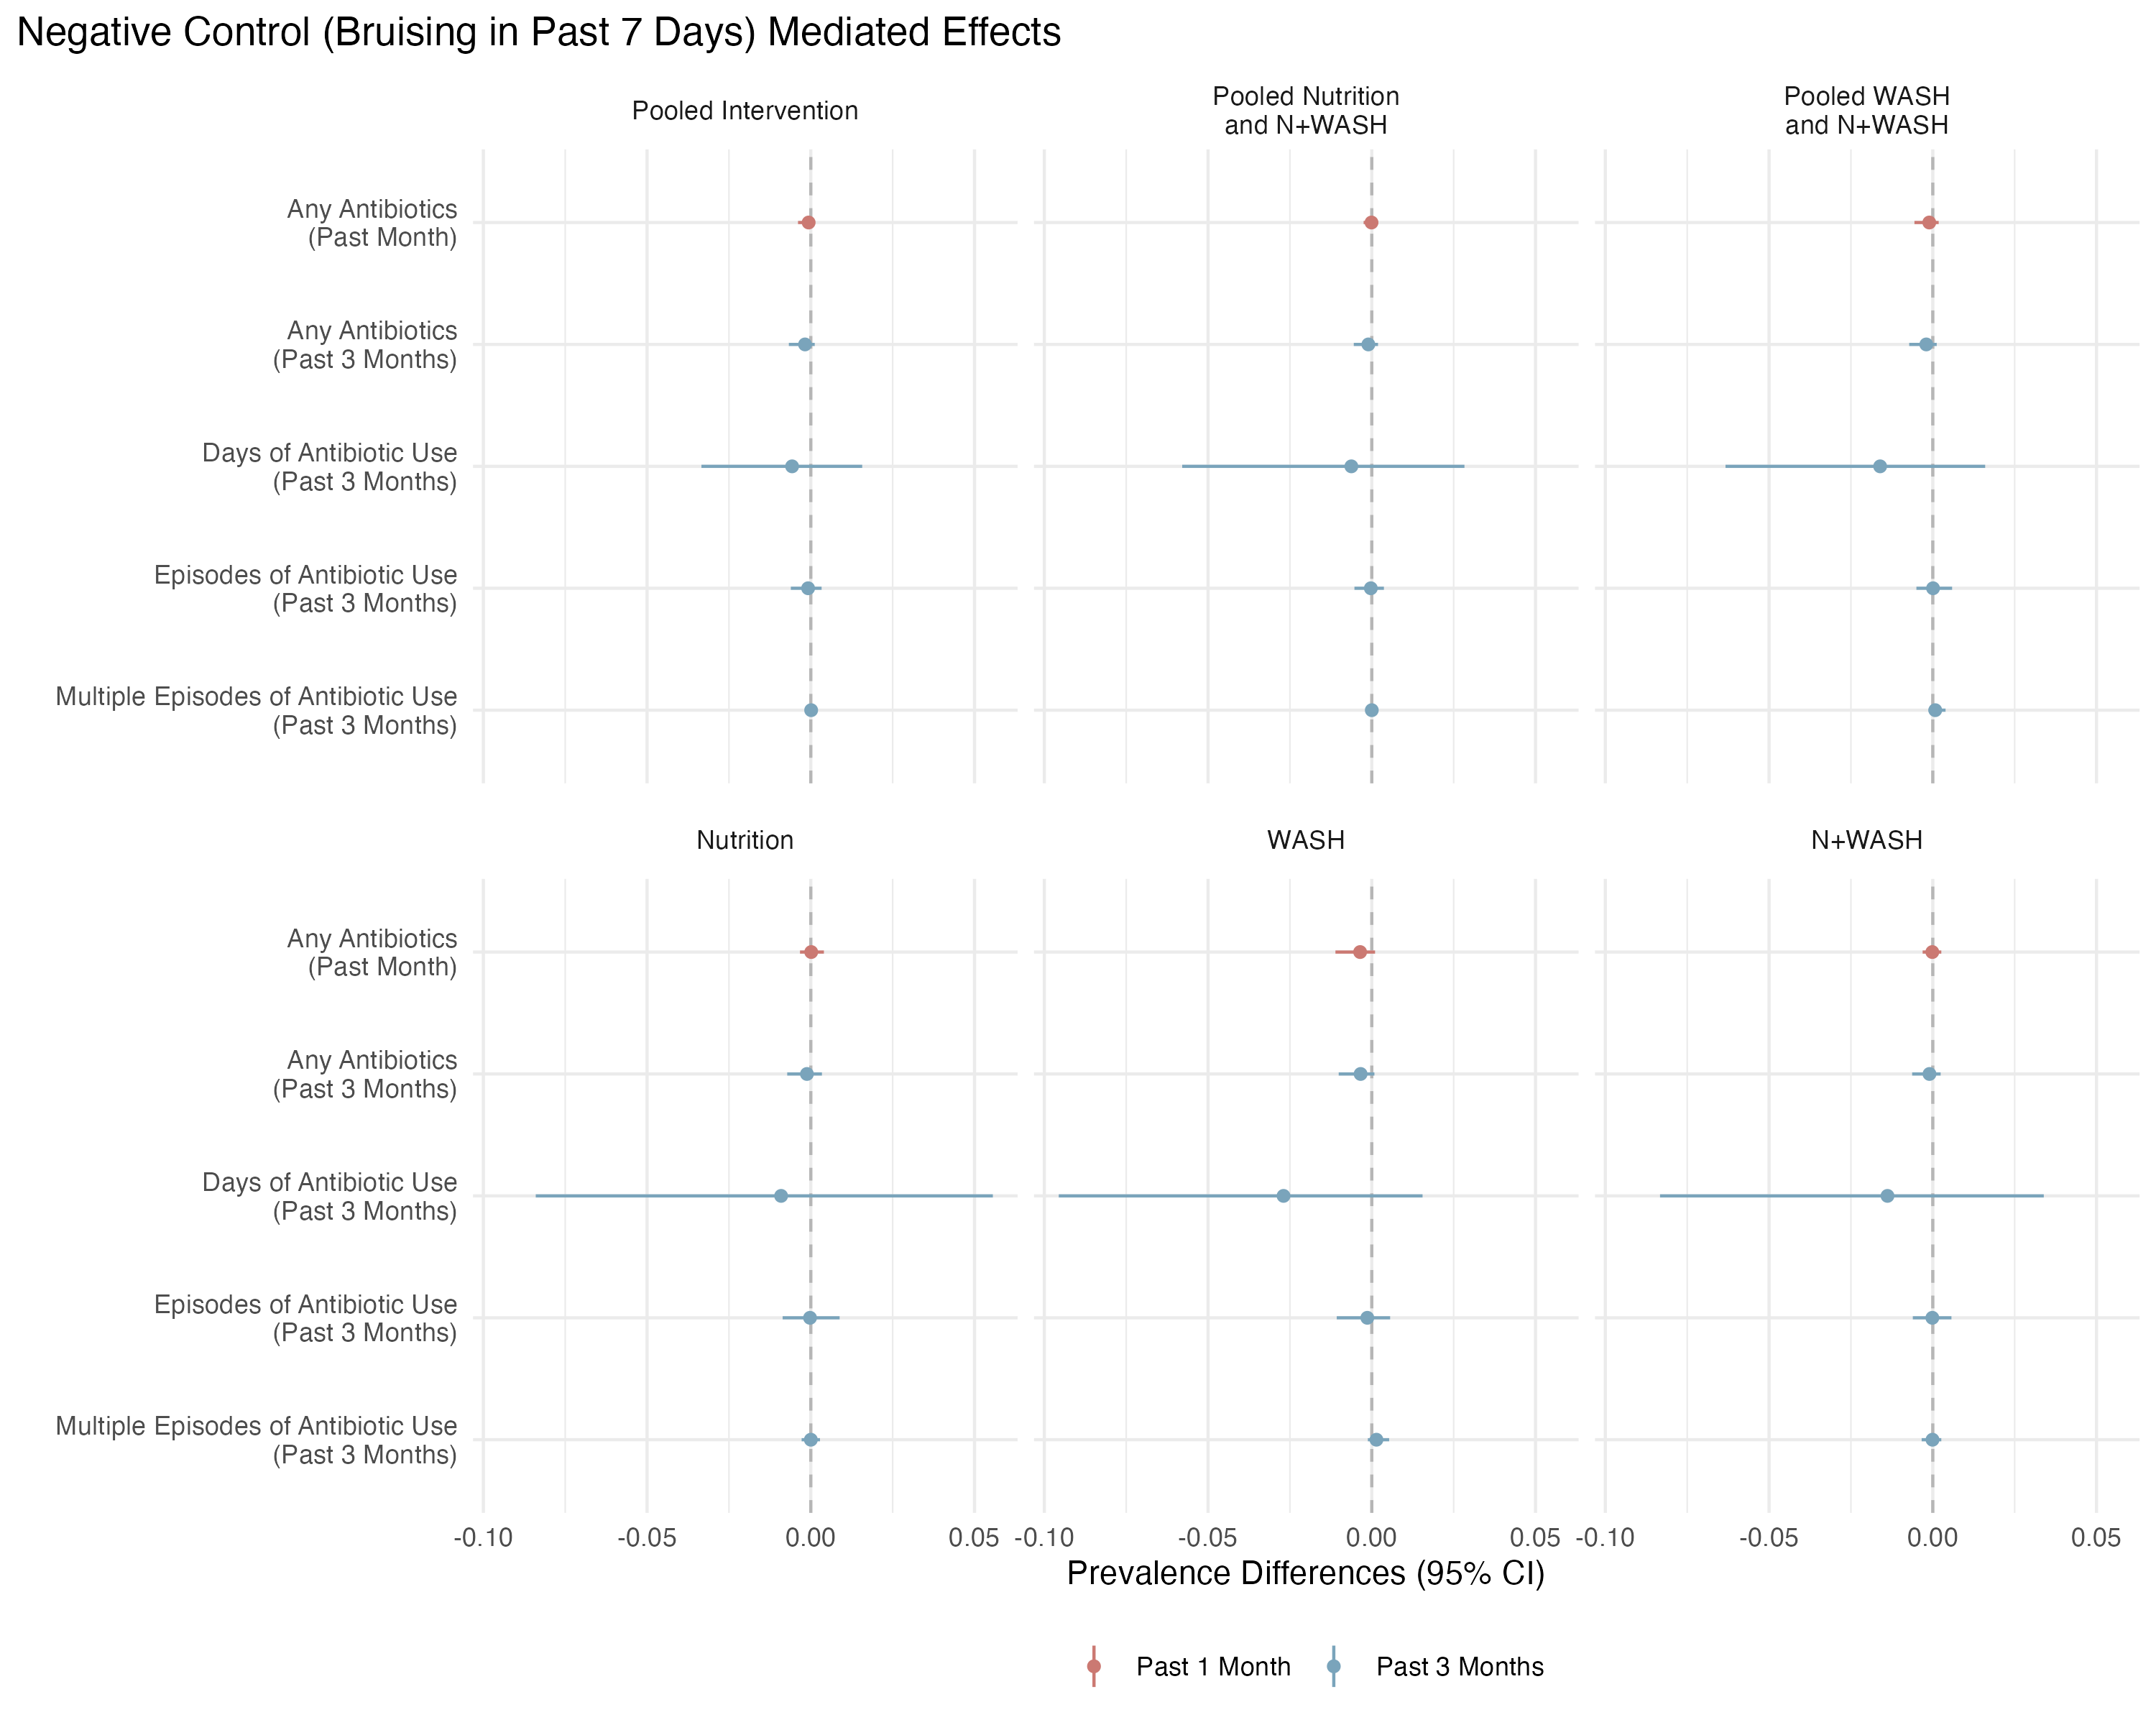 Negative Control (Bruising in Past 7 Days) Mediated Effects
Pooled Intervention
Pooled Nutrition
and N+WASH
Pooled WASH
and N+WASH
Any Antibiotics
(Past Month)
Any Antibiotics
(Past 3 Months)
Days of Antibiotic Use
(Past 3 Months)
Episodes of Antibiotic Use
(Past 3 Months)
Multiple Episodes of Antibiotic Use
(Past 3 Months)
Nutrition
WASH
N+WASH
Any Antibiotics
(Past Month)
Any Antibiotics
(Past 3 Months)
Days of Antibiotic Use
(Past 3 Months)
Episodes of Antibiotic Use
(Past 3 Months)
Multiple Episodes of Antibiotic Use
(Past 3 Months)
-0.10 -0.05 0.00 0.05 -0.10 -0.05 0.00 0.05 -0.10 -0.05 0.00 0.05
Prevalence Differences (95% CI)
Past 1 Month Past 3 Months